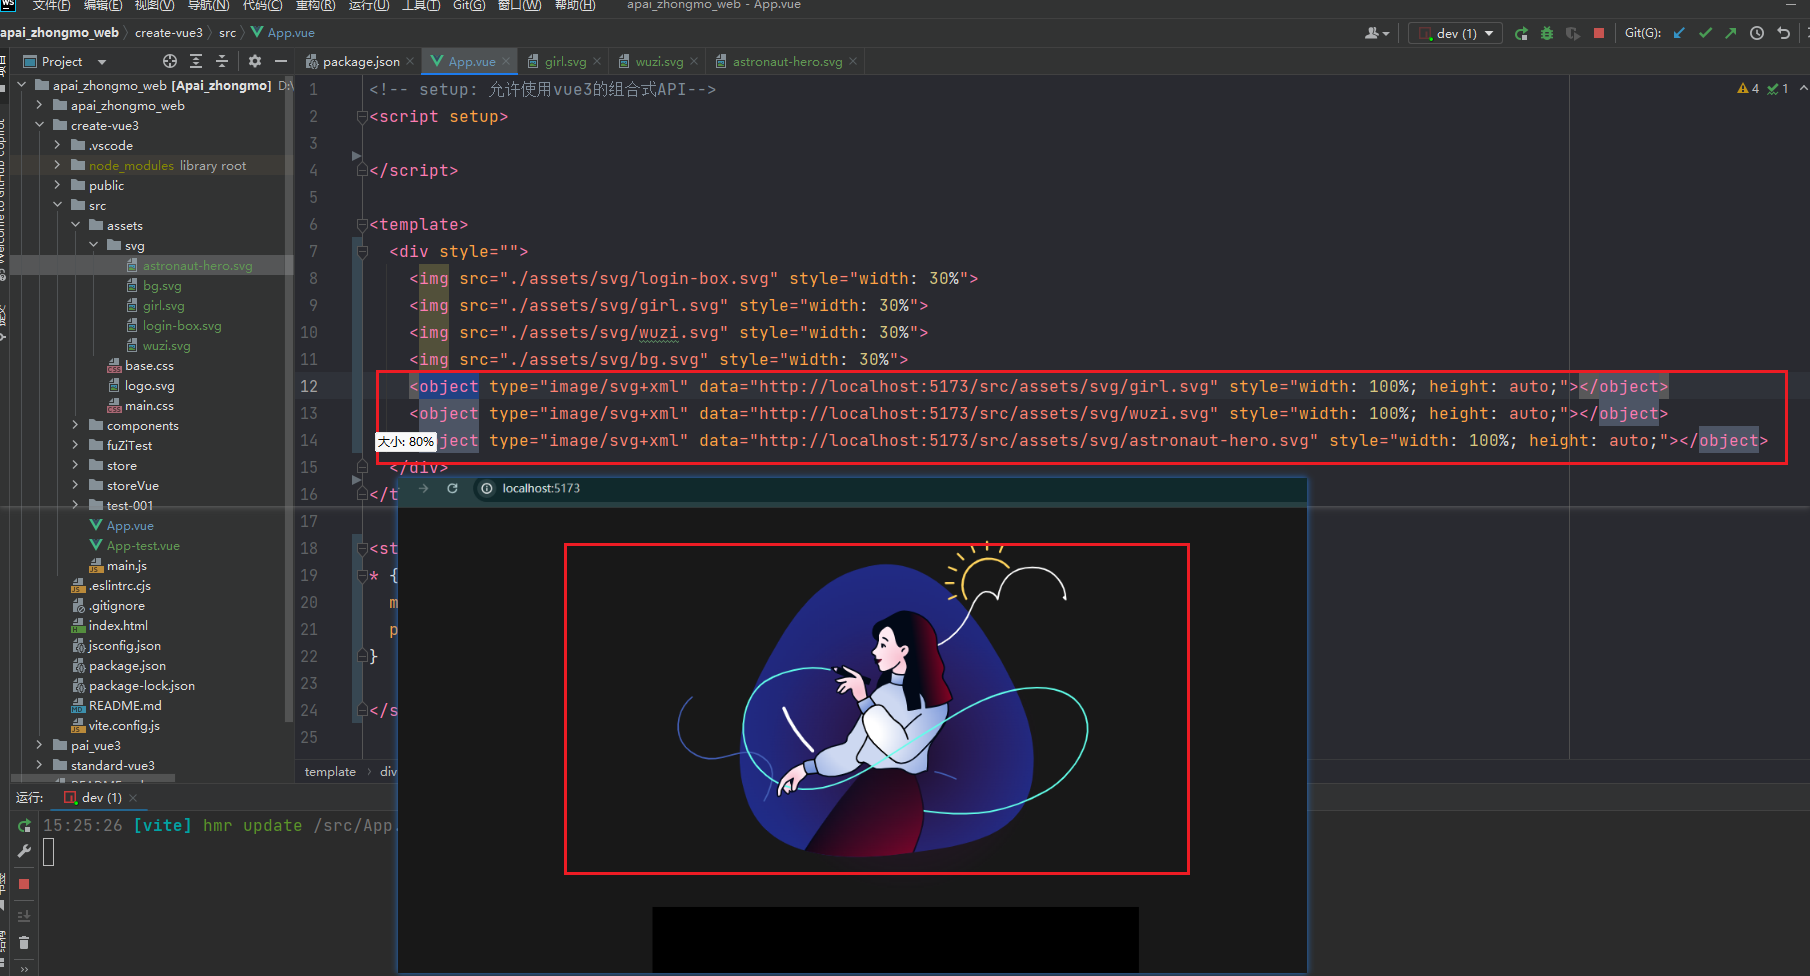 文件(F) 编辑(E) 视图(V) 导航(N) 代码(C) 重构(R) 运行(U) 工具(T) Git(G) 窗口(W) 帮助(H) apai_zhongmo_web - App.vue
apai_zhongmo_web create-vue3 src App.vue dev (1) Git(G):
Project package.json App.vue girl.svg wuzi.svg astronaut-hero.svg
apai_zhongmo_web [Apai_zhongmo] D:\
apai_zhongmo_web
create-vue3
.vscode
node_modules library root
public
src
assets
svg
astronaut-hero.svg
bg.svg
girl.svg
login-box.svg
wuzi.svg
base.css
logo.svg
main.css
components
fuZiTest
store
storeVue
test-001
App.vue
App-test.vue
main.js
.eslintrc.cjs
.gitignore
index.html
jsconfig.json
package.json
package-lock.json
README.md
vite.config.js
pai_vue3
standard-vue3
4 1
1 <!-- setup: 允许使用vue3的组合式API-->
2 <script setup>
3
4 </script>
5
6 <template>
7 <div style="">
8 <img src="./assets/svg/login-box.svg" style="width: 30%">
9 <img src="./assets/svg/girl.svg" style="width: 30%">
10 <img src="./assets/svg/wuzi.svg" style="width: 30%">
11 <img src="./assets/svg/bg.svg" style="width: 30%">
12 <object type="image/svg+xml" data="http://localhost:5173/src/assets/svg/girl.svg" style="width: 100%; height: auto;"></object>
13 <object type="image/svg+xml" data="http://localhost:5173/src/assets/svg/wuzi.svg" style="width: 100%; height: auto;"></object>
大小: 80%
14 ject type="image/svg+xml" data="http://localhost:5173/src/assets/svg/astronaut-hero.svg" style="width: 100%; height: auto;"></object>
15 </div>
16 </t
17
18 <st
19 * {
20 m
21 p
22 }
23
24 </s
25
localhost:5173
template div
运行: dev (1)
15:25:26 [vite] hmr update /src/App.